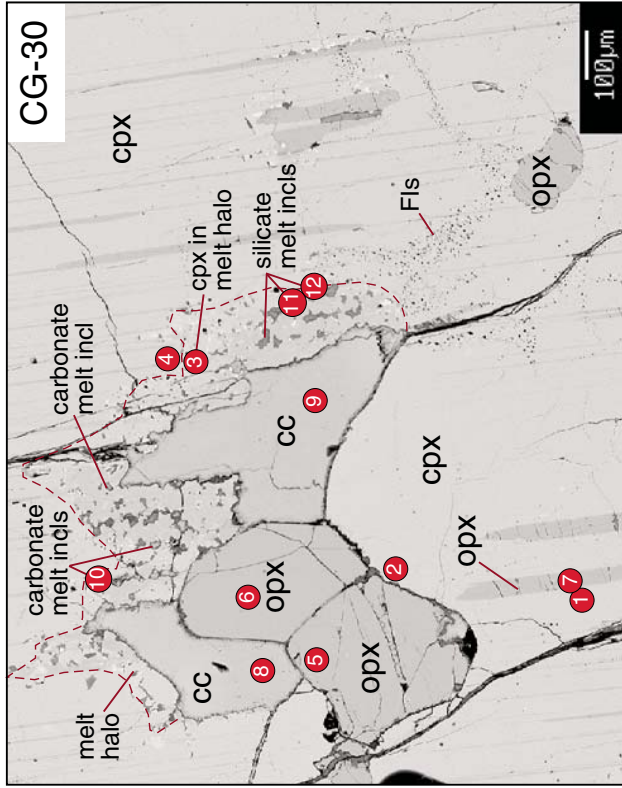 CG-30
carbonate
melt incls
carbonate
melt incl
melt
halo
10
cpx
4
3
cpx in
melt halo
cc
8
6
opx
silicate
melt incls
11
12
cc
9
5
opx
2
FIs
cpx
opx
opx
7
1
100µm